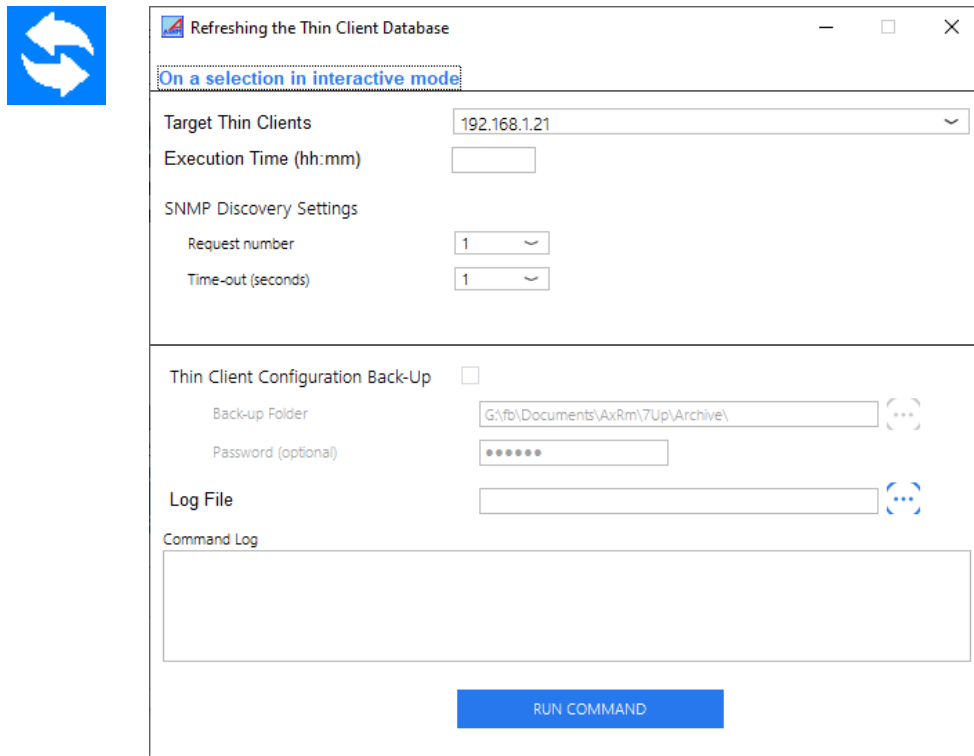 Refreshing the Thin Client Database
On a selection in interactive mode
Target Thin Clients 192.168.1.21
Execution Time (hh:mm)
SNMP Discovery Settings
Request number 1
Time-out (seconds) 1
Thin Client Configuration Back-Up
Back-up Folder G:\fb\Documents\AxRm\7Up\Archive\
Password (optional) ••••••
Log File
Command Log
RUN COMMAND